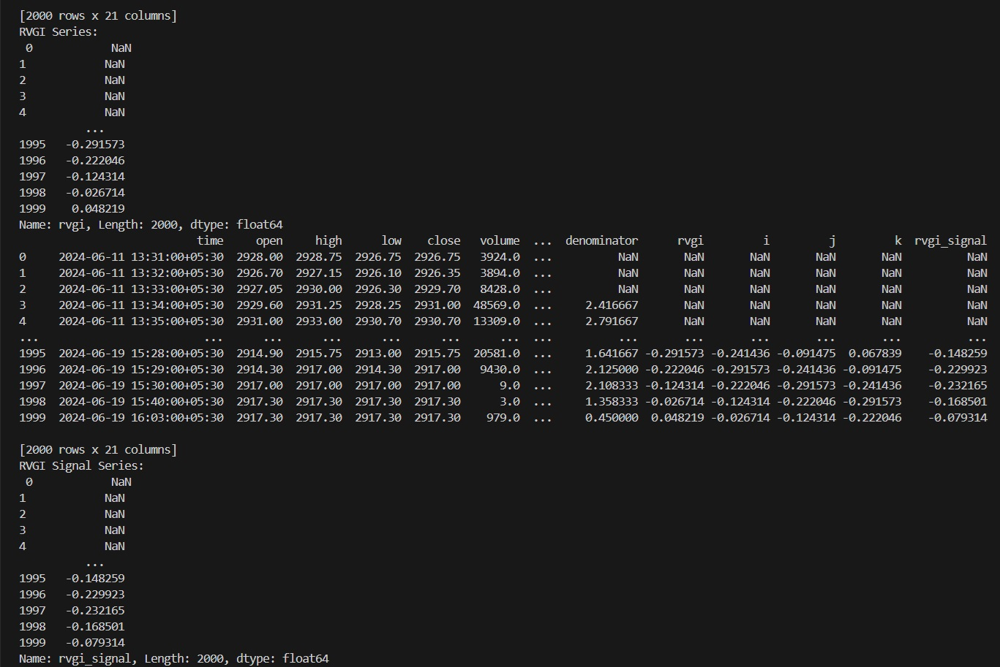 [2000 rows x 21 columns]
RVGI Series:
 0            NaN
1            NaN
2            NaN
3            NaN
4            NaN
          ...
1995   -0.291573
1996   -0.222046
1997   -0.124314
1998   -0.026714
1999    0.048219
Name: rvgi, Length: 2000, dtype: float64
                           time     open     high      low    close   volume  ...  denominator      rvgi         i         j         k  rvgi_signal
0     2024-06-11 13:31:00+05:30  2928.00  2928.75  2926.75  2926.75   3924.0  ...          NaN       NaN       NaN       NaN       NaN          NaN
1     2024-06-11 13:32:00+05:30  2926.70  2927.15  2926.10  2926.35   3894.0  ...          NaN       NaN       NaN       NaN       NaN          NaN
2     2024-06-11 13:33:00+05:30  2927.05  2930.00  2926.30  2929.70   8428.0  ...          NaN       NaN       NaN       NaN       NaN          NaN
3     2024-06-11 13:34:00+05:30  2929.60  2931.25  2928.25  2931.00  48569.0  ...     2.416667       NaN       NaN       NaN       NaN          NaN
4     2024-06-11 13:35:00+05:30  2931.00  2933.00  2930.70  2930.70  13309.0  ...     2.791667       NaN       NaN       NaN       NaN          NaN
...                         ...      ...      ...      ...      ...      ...  ...          ...       ...       ...       ...       ...          ...
1995  2024-06-19 15:28:00+05:30  2914.90  2915.75  2913.00  2915.75  20581.0  ...     1.641667 -0.291573 -0.241436 -0.091475  0.067839    -0.148259
1996  2024-06-19 15:29:00+05:30  2914.30  2917.00  2914.30  2917.00   9430.0  ...     2.125000 -0.222046 -0.291573 -0.241436 -0.091475    -0.229923
1997  2024-06-19 15:30:00+05:30  2917.00  2917.00  2917.00  2917.00      9.0  ...     2.108333 -0.124314 -0.222046 -0.291573 -0.241436    -0.232165
1998  2024-06-19 15:40:00+05:30  2917.30  2917.30  2917.30  2917.30      3.0  ...     1.358333 -0.026714 -0.124314 -0.222046 -0.291573    -0.168501
1999  2024-06-19 16:03:00+05:30  2917.30  2917.30  2917.30  2917.30    979.0  ...     0.450000  0.048219 -0.026714 -0.124314 -0.222046    -0.079314
[2000 rows x 21 columns]
RVGI Signal Series:
 0            NaN
1            NaN
2            NaN
3            NaN
4            NaN
          ...
1995   -0.148259
1996   -0.229923
1997   -0.232165
1998   -0.168501
1999   -0.079314
Name: rvgi_signal, Length: 2000, dtype: float64